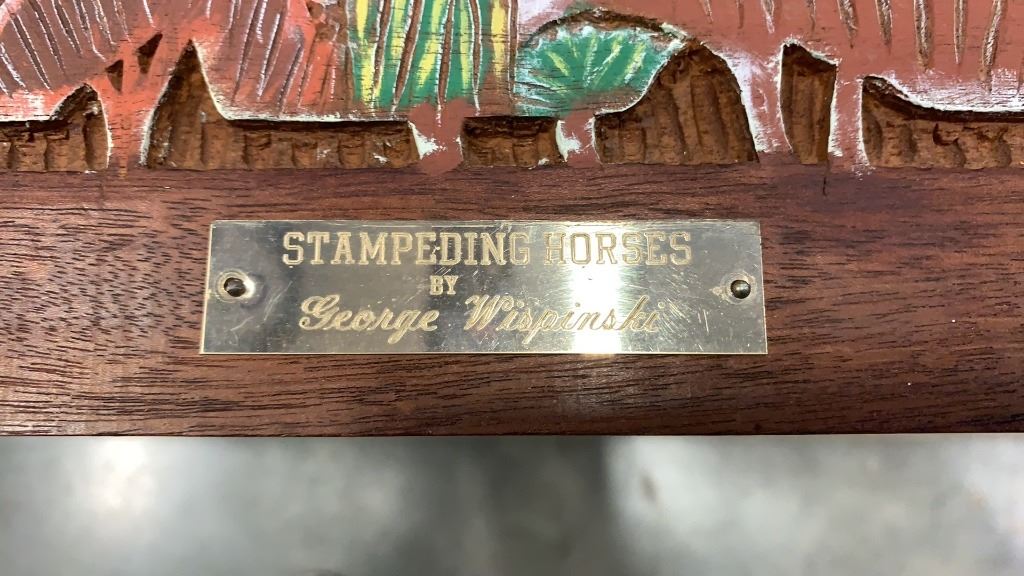 STAMPEDING HORSES
BY
George Wispinski